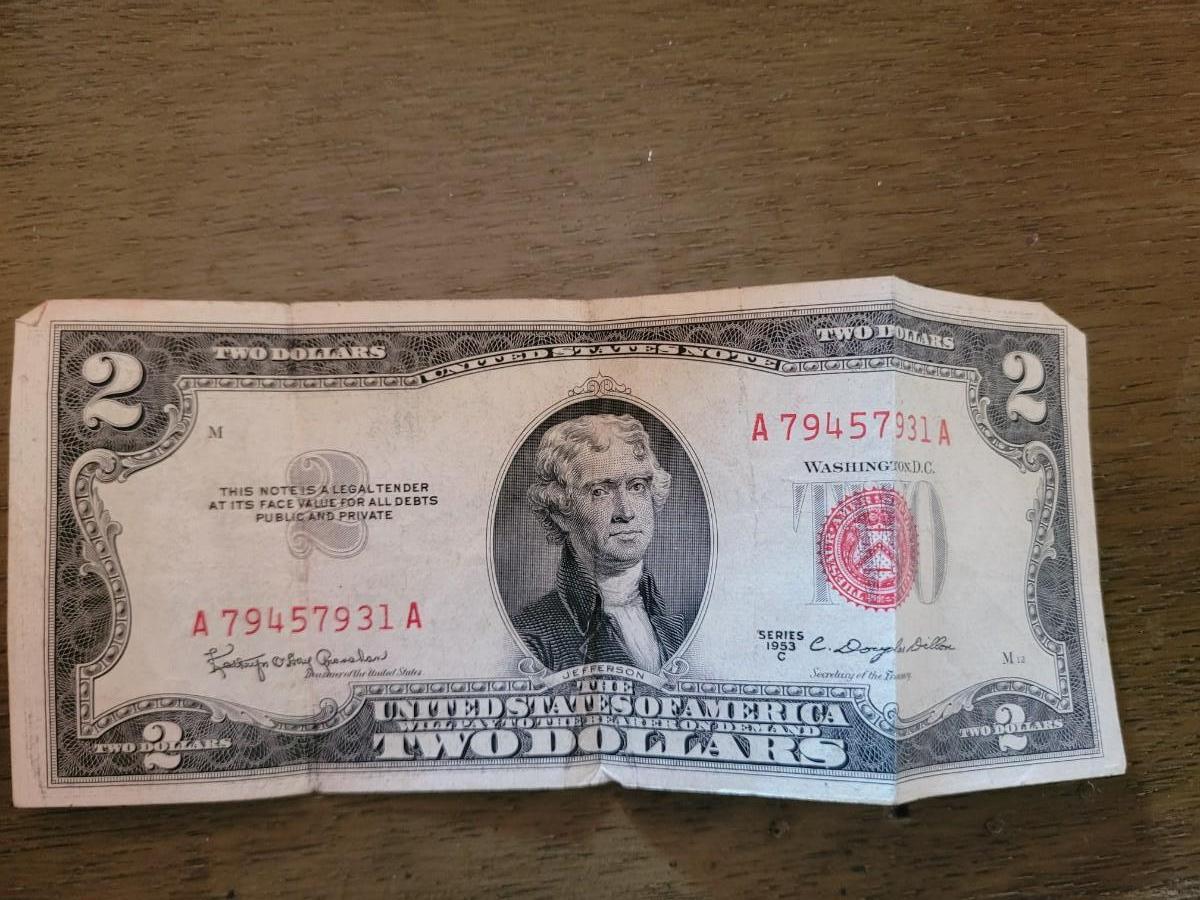 TWO DOLLARS
UNITED STATES NOTE
TWO DOLLARS
2
2
M
A 79457931 A
WASHINGTON, D.C.
2
THIS NOTE IS A LEGAL TENDER
AT ITS FACE VALUE FOR ALL DEBTS
PUBLIC AND PRIVATE
TWO
A 79457931 A
SERIES
1953
C
C. Douglas Dillon
Treasurer of the United States
Secretary of the Treasury
M 12
JEFFERSON
THE
UNITED STATES OF AMERICA
WILL PAY TO THE BEARER ON DEMAND
TWO DOLLARS
TWO DOLLARS
2
TWO DOLLARS
2